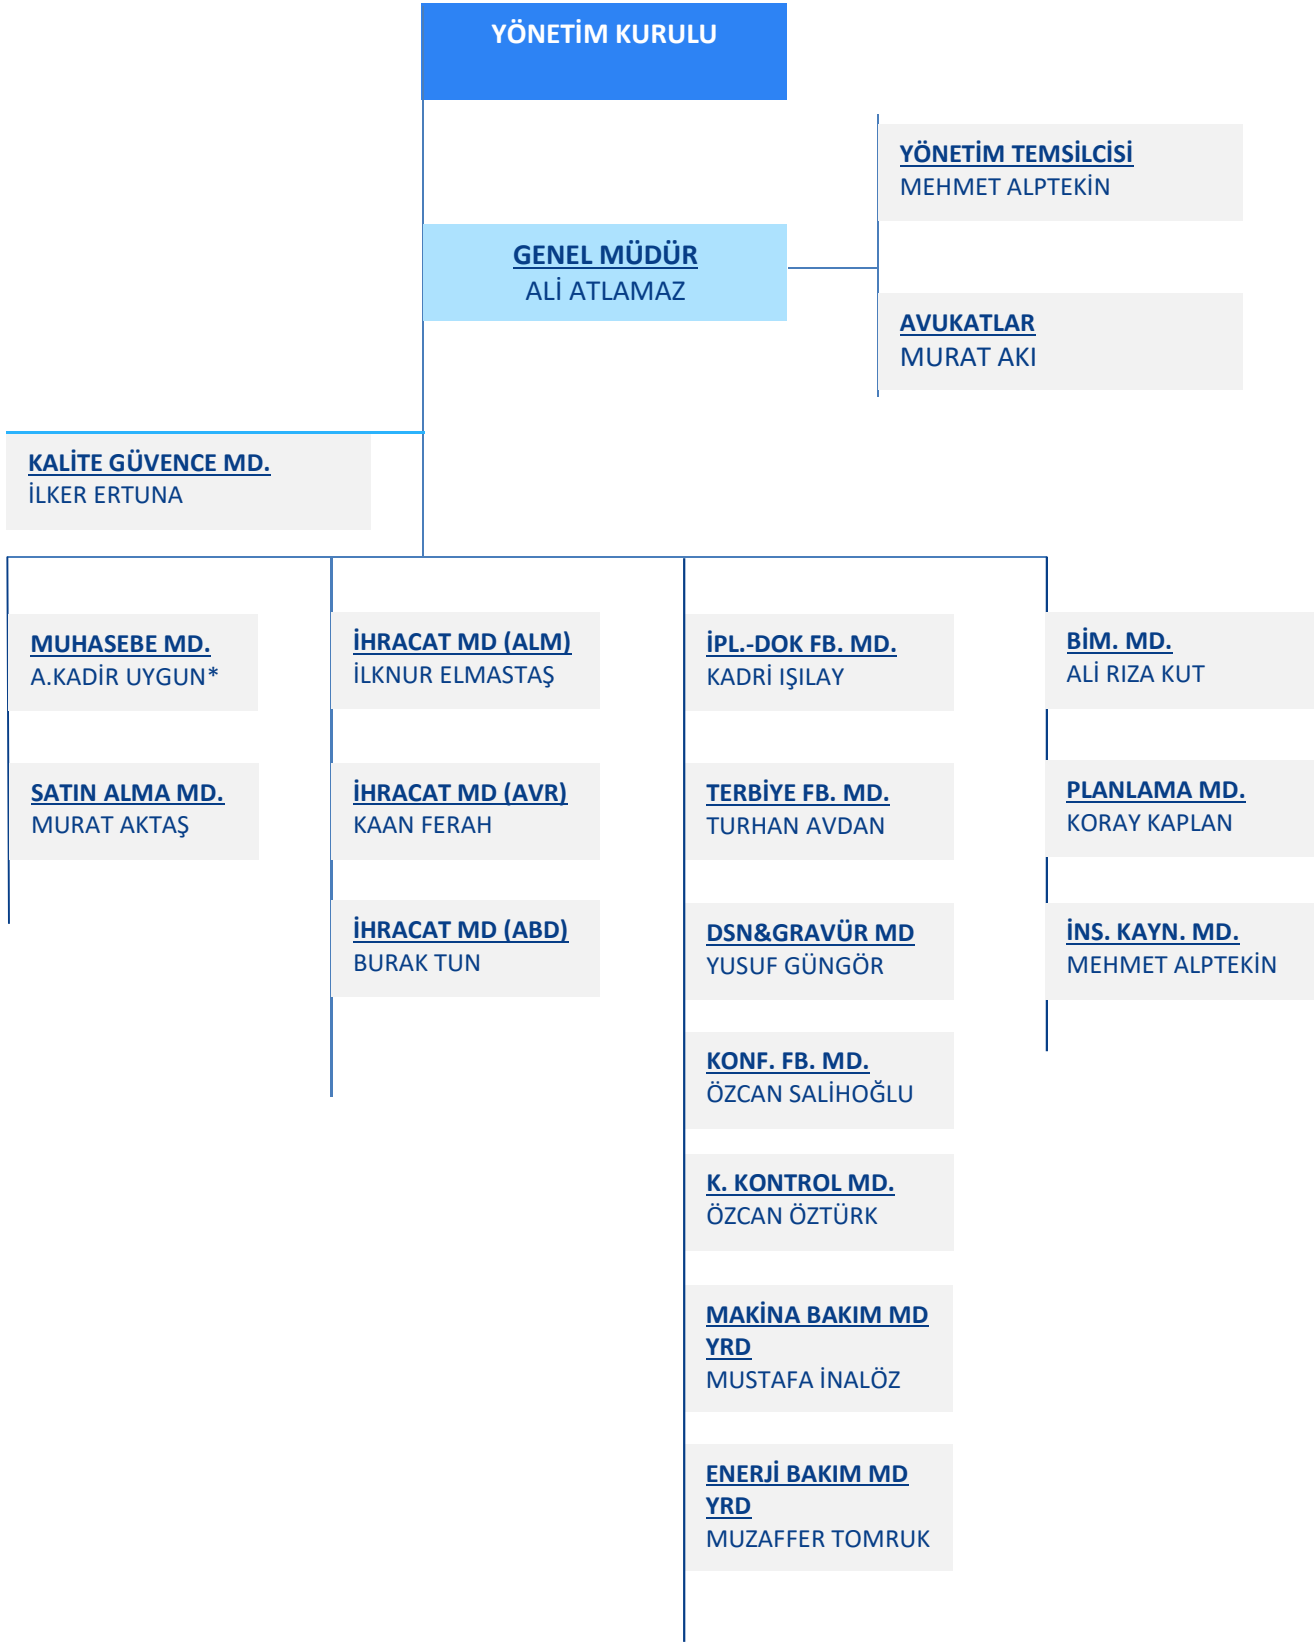 YÖNETİM KURULU
YÖNETİM TEMSİLCİSİ
MEHMET ALPTEKİN
GENEL MÜDÜR
ALİ ATLAMAZ
AVUKATLAR
MURAT AKI
KALİTE GÜVENCE MD.
İLKER ERTUNA
MUHASEBE MD.
A.KADİR UYGUN*
SATIN ALMA MD.
MURAT AKTAŞ
İHRACAT MD (ALM)
İLKNUR ELMASTAŞ
İHRACAT MD (AVR)
KAAN FERAH
İHRACAT MD (ABD)
BURAK TUN
İPL.-DOK FB. MD.
KADRİ IŞILAY
TERBİYE FB. MD.
TURHAN AVDAN
DSN&GRAVÜR MD
YUSUF GÜNGÖR
KONF. FB. MD.
ÖZCAN SALİHOĞLU
K. KONTROL MD.
ÖZCAN ÖZTÜRK
MAKİNA BAKIM MD
YRD
MUSTAFA İNALÖZ
ENERJİ BAKIM MD
YRD
MUZAFFER TOMRUK
BİM. MD.
ALİ RIZA KUT
PLANLAMA MD.
KORAY KAPLAN
İNS. KAYN. MD.
MEHMET ALPTEKİN